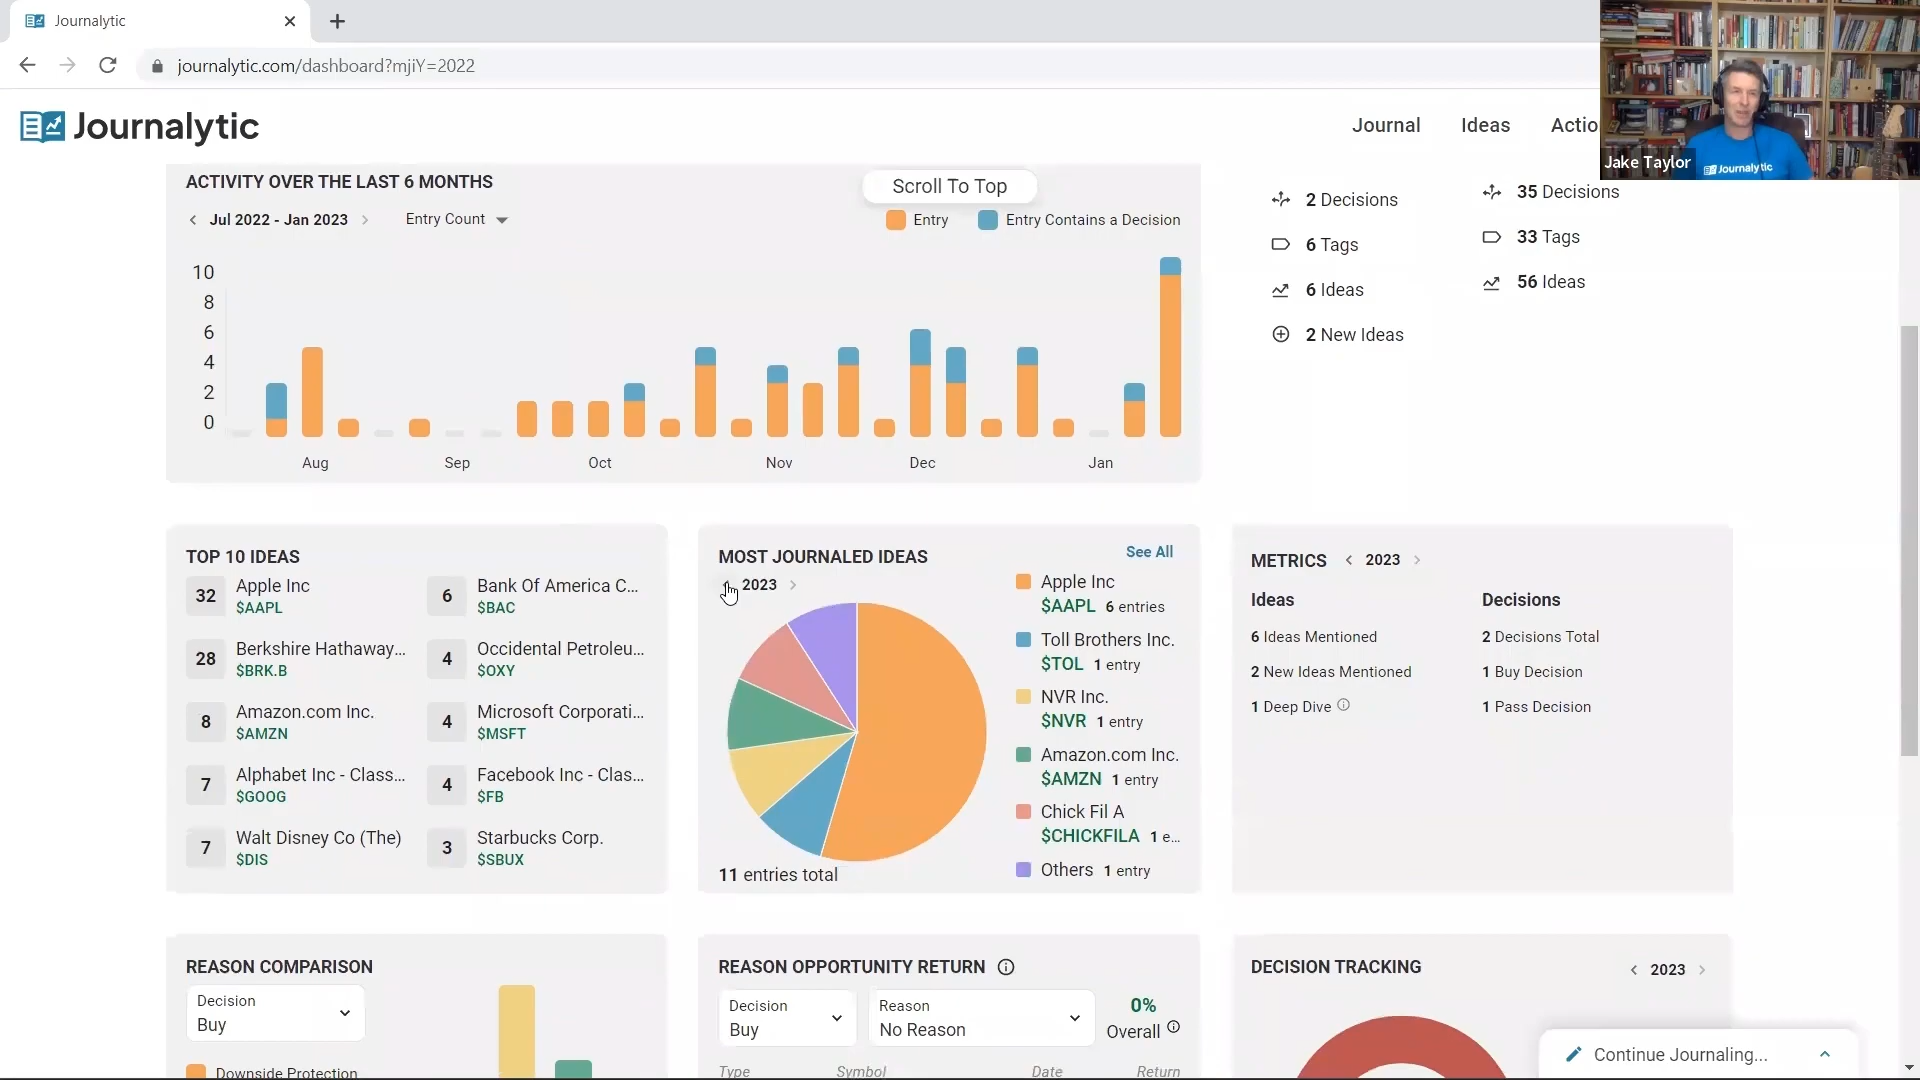 Journalytic
journalytic.com/dashboard?mjiY=2022
Journalytic
Journal
Ideas
Actio
Jake Taylor
Journalytic
ACTIVITY OVER THE LAST 6 MONTHS
Scroll To Top
Jul 2022 - Jan 2023
Entry Count
Entry
Entry Contains a Decision
10
8
6
4
2
0
Aug
Sep
Oct
Nov
Dec
Jan
2 Decisions
6 Tags
6 Ideas
2 New Ideas
35 Decisions
33 Tags
56 Ideas
TOP 10 IDEAS
32 Apple Inc
$AAPL
28 Berkshire Hathaway...
$BRK.B
8 Amazon.com Inc.
$AMZN
7 Alphabet Inc - Class...
$GOOG
7 Walt Disney Co (The)
$DIS
6 Bank Of America C...
$BAC
4 Occidental Petroleu...
$OXY
4 Microsoft Corporati...
$MSFT
4 Facebook Inc - Clas...
$FB
3 Starbucks Corp.
$SBUX
MOST JOURNALED IDEAS
See All
2023
Apple Inc
$AAPL 6 entries
Toll Brothers Inc.
$TOL 1 entry
NVR Inc.
$NVR 1 entry
Amazon.com Inc.
$AMZN 1 entry
Chick Fil A
$CHICKFILA 1 e...
Others 1 entry
11 entries total
METRICS
2023
Ideas
6 Ideas Mentioned
2 New Ideas Mentioned
1 Deep Dive
Decisions
2 Decisions Total
1 Buy Decision
1 Pass Decision
REASON COMPARISON
Decision
Buy
Downside Protection
REASON OPPORTUNITY RETURN
Decision
Buy
Reason
No Reason
0%
Overall
Type
Symbol
Date
Return
DECISION TRACKING
2023
Continue Journaling...